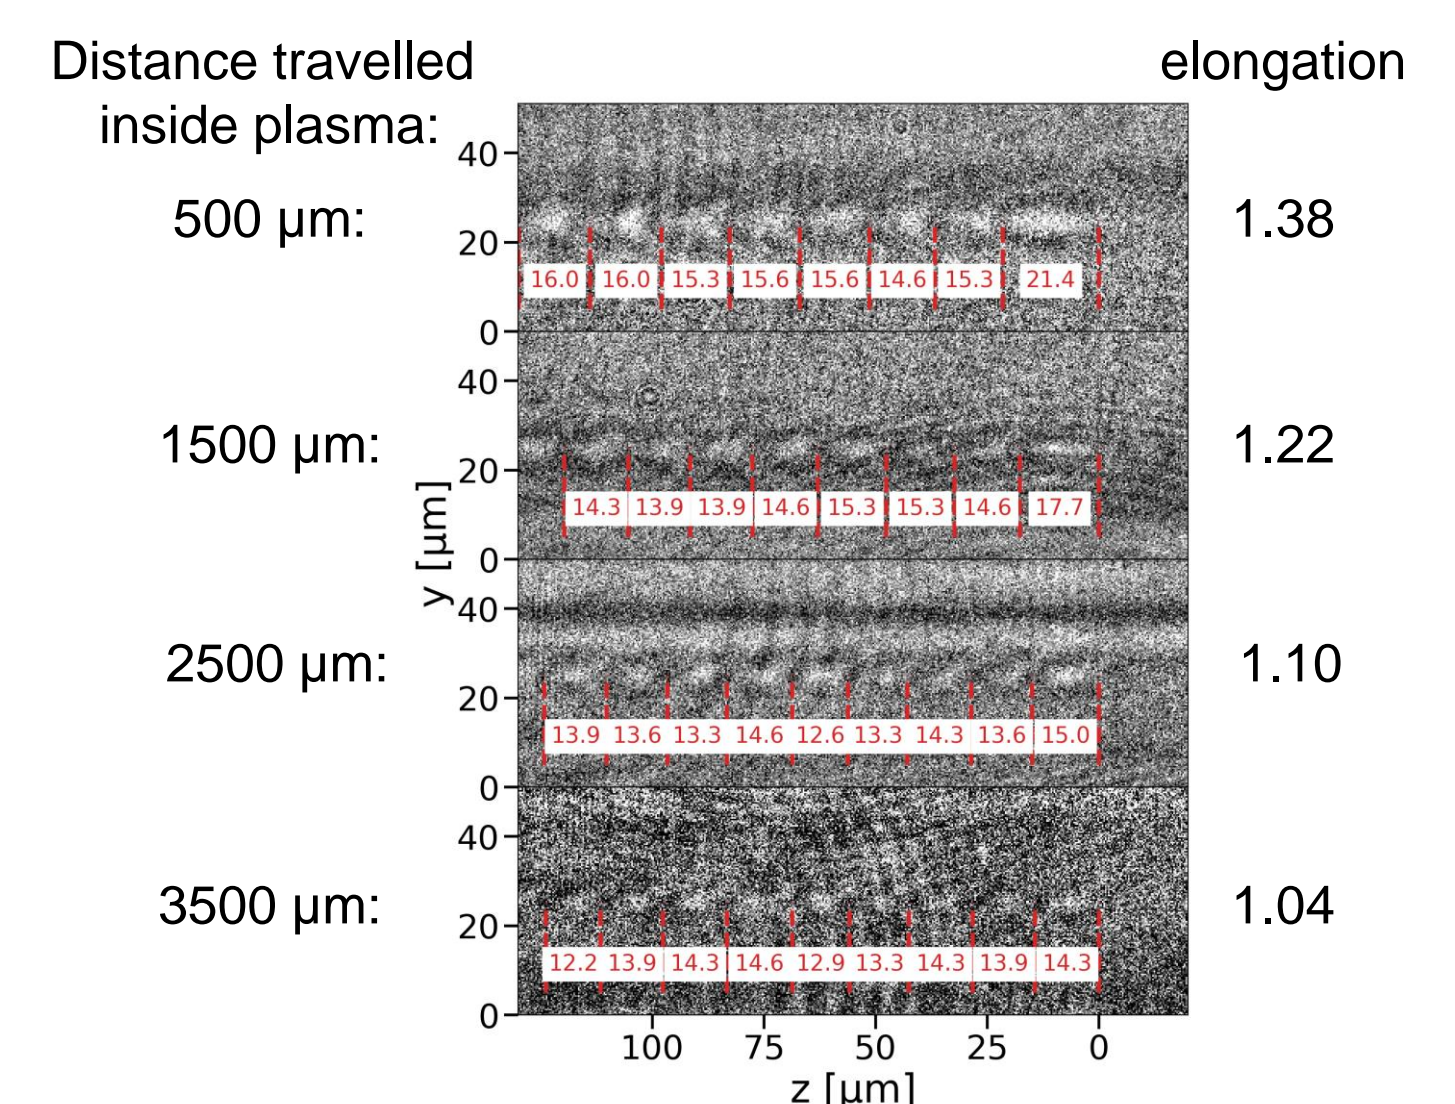 Distance travelled
inside plasma:
elongation
40
500 µm:
1.38
20
16.0 16.0 15.3 15.6 15.6 14.6 15.3 21.4
0
40
1500 µm:
1.22
20
14.3 13.9 13.9 14.6 15.3 15.3 14.6 17.7
0
y [µm]
40
2500 µm:
1.10
20
13.9 13.6 13.3 14.6 12.6 13.3 14.3 13.6 15.0
0
40
3500 µm:
1.04
20
12.2 13.9 14.3 14.6 12.9 13.3 14.3 13.9 14.3
0
100 75 50 25 0
z [µm]